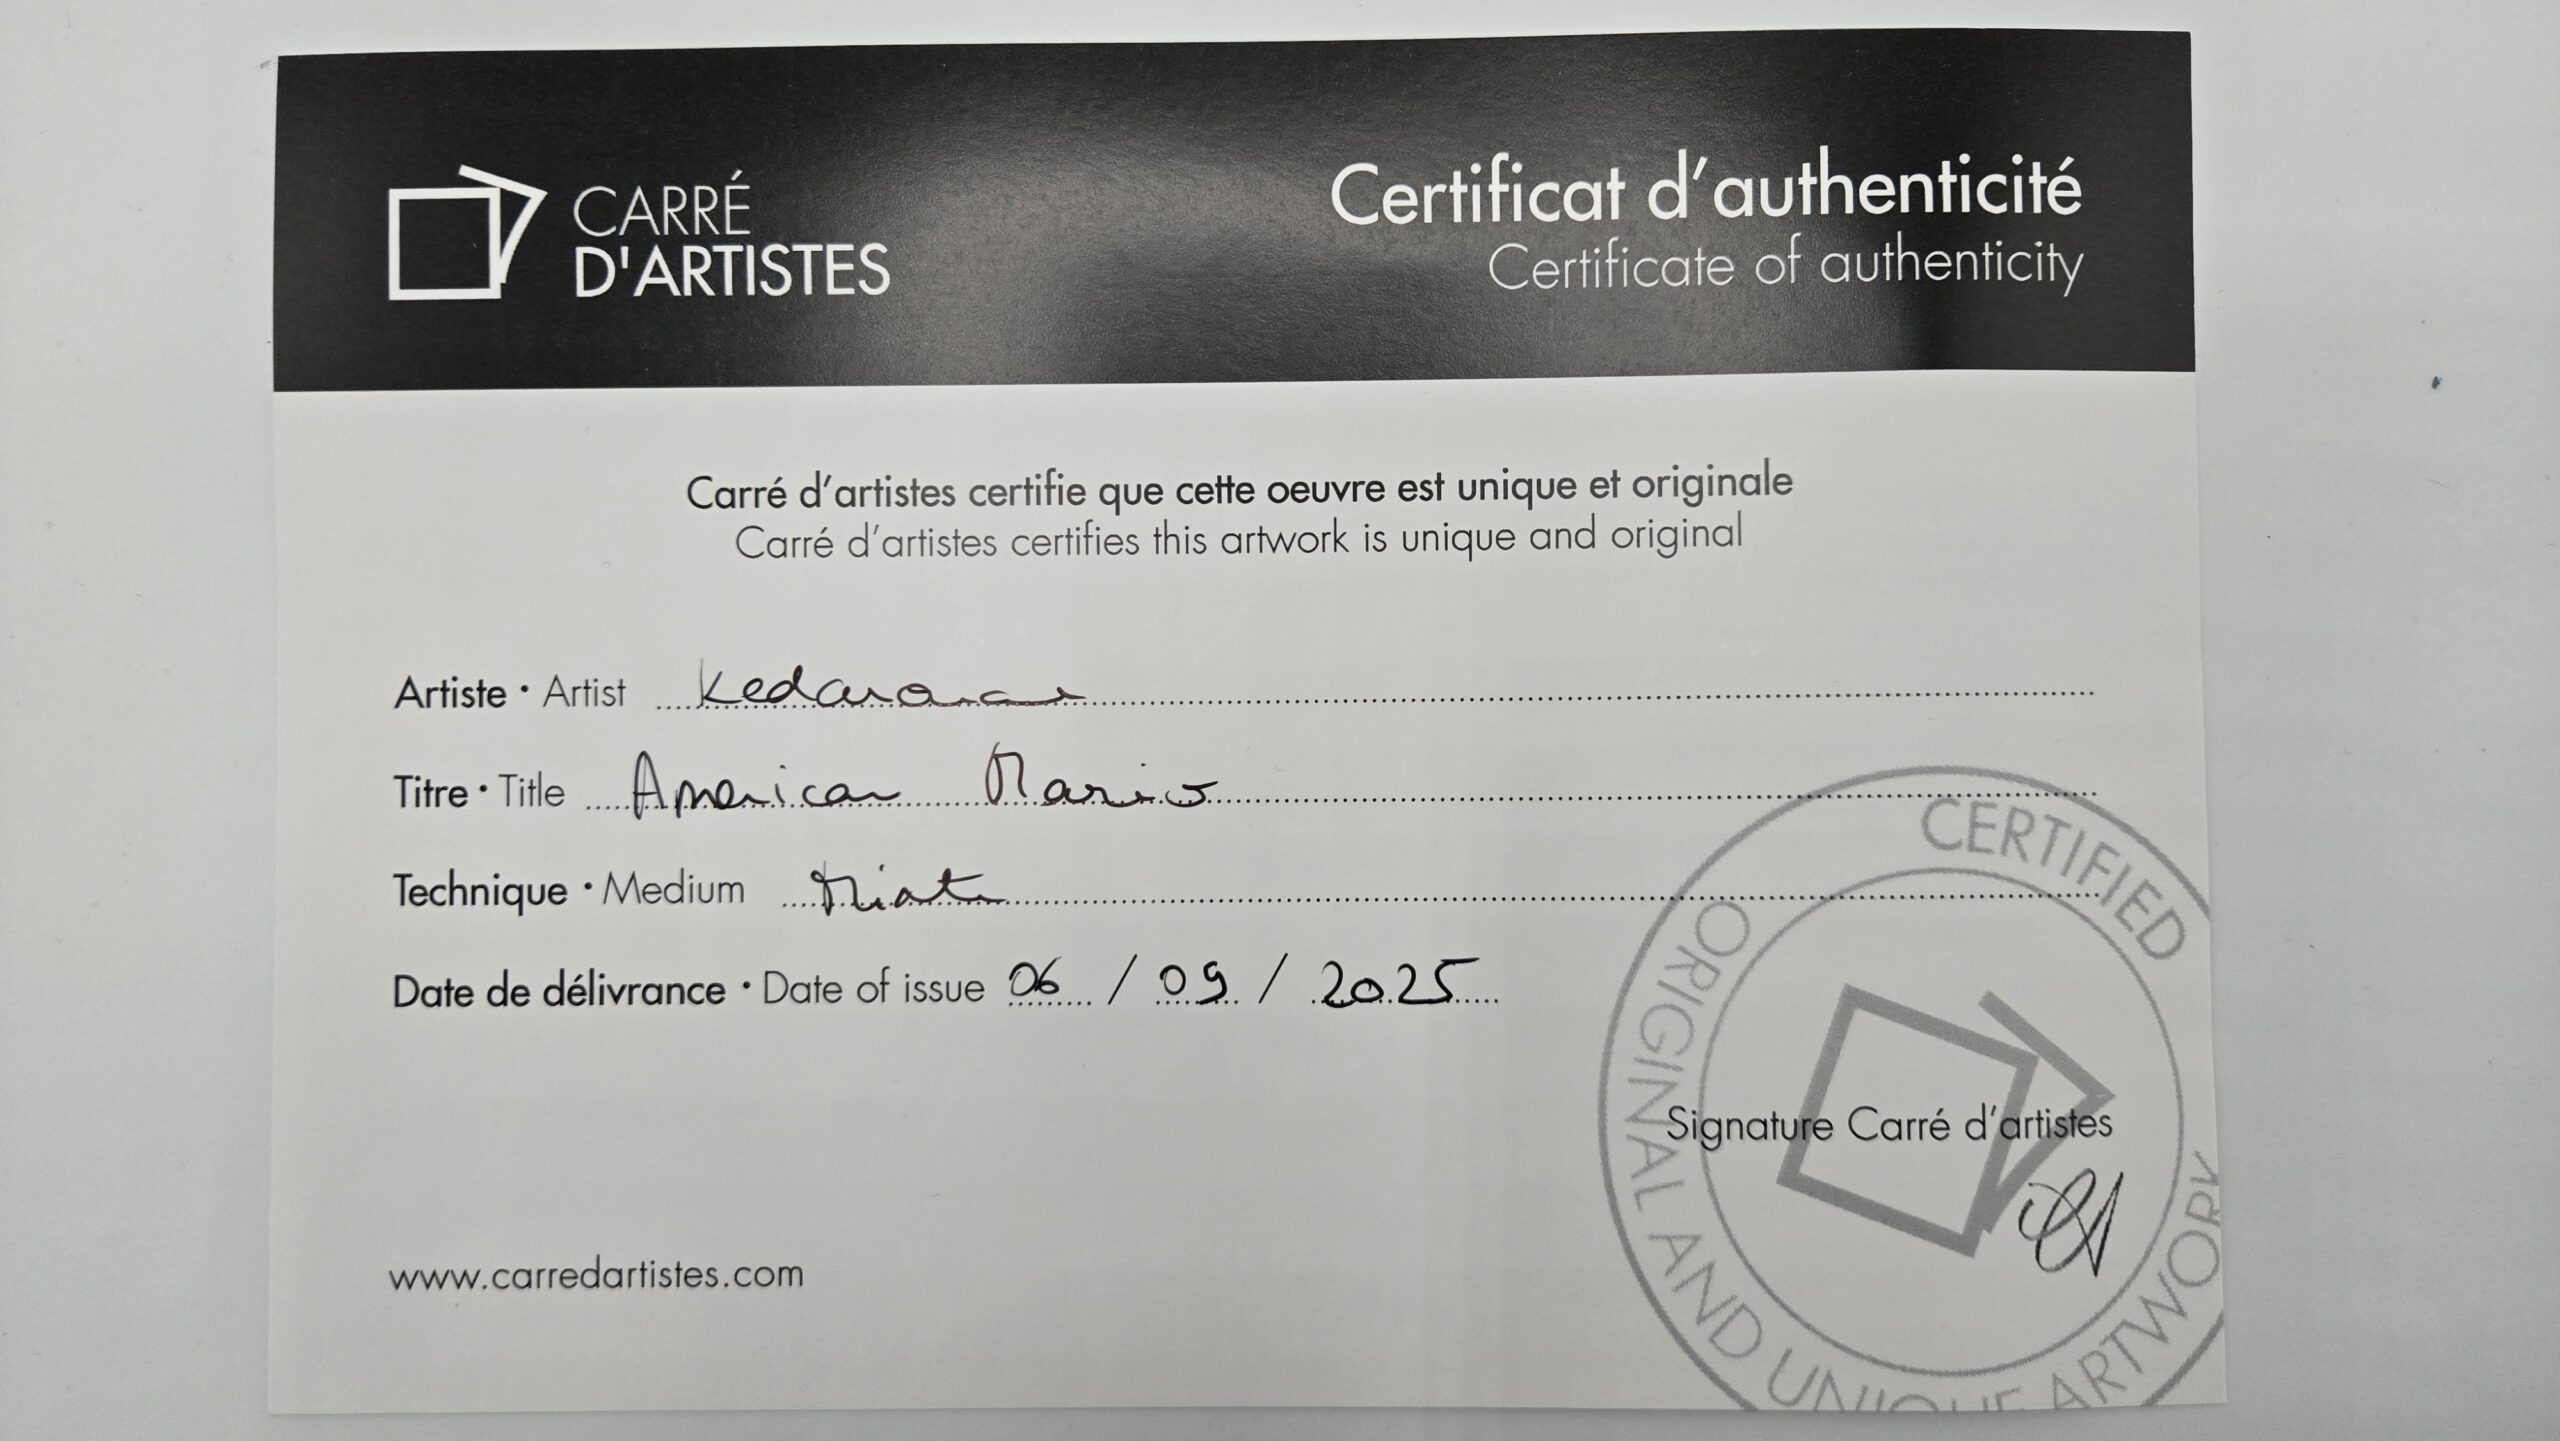 CARRÉ
D'ARTISTES
Certificat d'authenticité
Certificate of authenticity
Carré d'artistes certifie que cette oeuvre est unique et originale
Carré d'artistes certifies this artwork is unique and original
Artiste • Artist
Titre • Title American Mario
Technique • Medium
Date de délivrance • Date of issue 06 / 09 / 2025
CERTIFIED
ORIGINAL AND UNIQUE ARTWORK
Signature Carré d'artistes
www.carredartistes.com